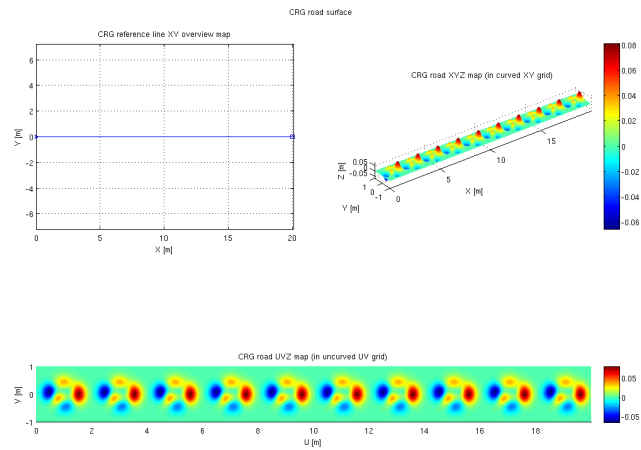 CRG road surface
CRG reference line XY overview map
6
4
2
0
-2
-4
-6
Y [m]
0 5 10 15 20
X [m]
CRG road XYZ map (in curved XY grid)
0.05
0
-0.05
Z [m]
1
0
-1
Y [m]
0 5 10 15
X [m]
0.08
0.06
0.04
0.02
0
-0.02
-0.04
-0.06
CRG road UVZ map (in uncurved UV grid)
1
0
-1
V [m]
0 2 4 6 8 10 12 14 16 18
U [m]
0.05
0
-0.05